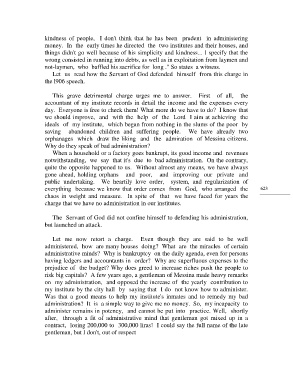 kindness of people, I don't think that he has been prudent in administering
money. In the early times he directed the two institutes and their houses, and
things didn't go well because of his simplicity and kindness... I specify that the
wrong consisted in running into debts, as well as in exploitation from laymen and
not-laymen, who baffled his sacrifice for long." So states a witness.
Let us read how the Servant of God defended himself from this charge in
the 1906 speech.
This grave detrimental charge urges me to answer. First of all, the
accountant of my institute records in detail the income and the expenses every
day. Everyone is free to check them! What more do we have to do? I know that
we should improve, and with the help of the Lord I aim at achieving the
ideals of my institute, which began from nothing in the slums of the poor by
saving abandoned children and suffering people. We have already two
orphanages which draw the liking and the admiration of Messina citizens.
Why do they speak of bad administration?
When a household or a factory goes bankrupt, its good income and revenues
notwithstanding, we say that it's due to bad administration. On the contrary,
quite the opposite happened to us. Without almost any means, we have always
gone ahead, holding orphans and poor, and improving our private and
public undertaking. We heartily love order, system, and regularization of
everything because we know that order comes from God, who arranged the
chaos in weight and measure. In spite of that we have faced for years the
charge that we have no administration in our institutes.
625
The Servant of God did not confine himself to defending his administration,
but launched an attack.
Let me now retort a charge. Even though they are said to be well
administered, how are many houses doing? What are the miracles of certain
administrative minds? Why is bankruptcy on the daily agenda, even for persons
having ledgers and accountants in order? Why are superfluous expenses to the
prejudice of the budget? Why does greed to increase riches push the people to
risk big capitals? A few years ago, a gentleman of Messina made heavy remarks
on my administration, and opposed the increase of the yearly contribution to
my institute by the city hall by saying that I do not know how to administer.
Was that a good means to help my institute's inmates and to remedy my bad
administration? It is a simple way to give me no money. So, my incapacity to
administer remains in potency, and cannot be put into practice. Well, shortly
after, through a fit of administrative mind that gentleman got mixed up in a
contract, losing 200,000 to 300,000 liras! I could say the full name of the late
gentleman, but I don't, out of respect